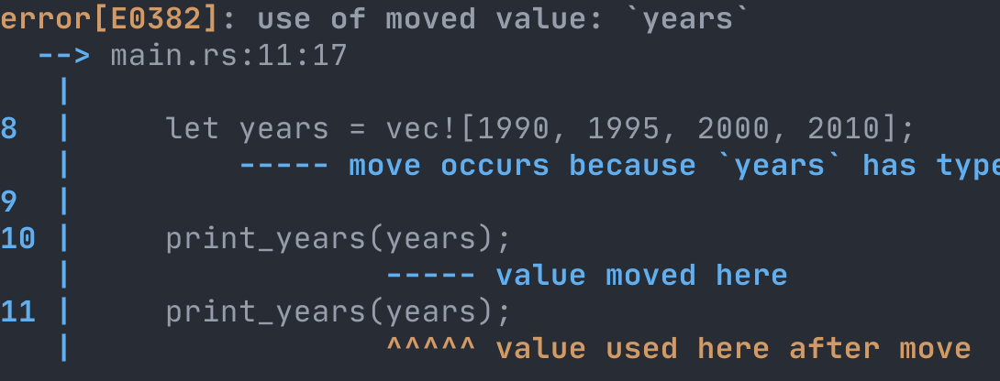 error[E0382]: use of moved value: `years`
  --> main.rs:11:17
   |
8  |     let years = vec![1990, 1995, 2000, 2010];
   |         ----- move occurs because `years` has type
9  |
10 |     print_years(years);
   |                 ----- value moved here
11 |     print_years(years);
   |                 ^^^^^ value used here after move